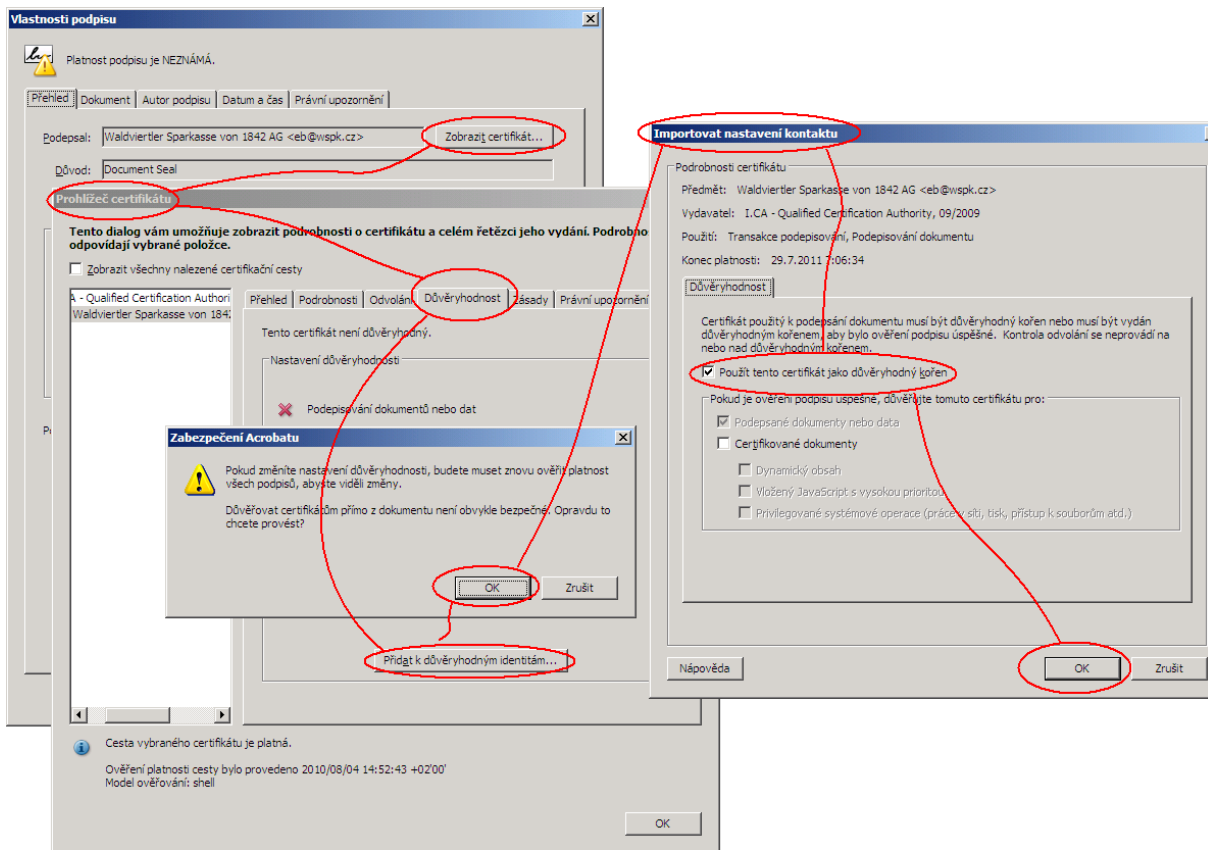 Vlastnosti podpisu
Platnost podpisu je NEZNÁMÁ.
Přehled Dokument Autor podpisu Datum a čas Právní upozornění
Podepsal: Waldviertler Sparkasse von 1842 AG <eb@wspk.cz> Zobrazit certifikát...
Důvod: Document Seal
Prohlížeč certifikátu
Tento dialog vám umožňuje zobrazit podrobnosti o certifikátu a celém řetězci jeho vydání. Podrobno
odpovídají vybrané položce.
Zobrazit všechny nalezené certifikační cesty
A - Qualified Certification Authori
Waldviertler Sparkasse von 184
Přehled Podrobnosti Odvolání Důvěryhodnost Zásady Právní upozornění
Tento certifikát není důvěryhodný.
Nastavení důvěryhodnosti
Podepisování dokumentů nebo dat
Zabezpečení Acrobatu
Pokud změníte nastavení důvěryhodnosti, budete muset znovu ověřit platnost
všech podpisů, abyste viděli změny.
Důvěřovat certifikátům přímo z dokumentu není obvykle bezpečné. Opravdu to
chcete provést?
OK Zrušit
Přidat k důvěryhodným identitám...
Cesta vybraného certifikátu je platná.
Ověření platnosti cesty bylo provedeno 2010/08/04 14:52:43 +02'00'
Model ověřování: shell
OK
Importovat nastavení kontaktu
Podrobnosti certifikátu
Předmět: Waldviertler Sparkasse von 1842 AG <eb@wspk.cz>
Vydavatel: I.CA - Qualified Certification Authority, 09/2009
Použití: Transakce podepisování, Podepisování dokumentu
Konec platnosti: 29.7.2011 7:06:34
Důvěryhodnost
Certifikát použitý k podepsání dokumentu musí být důvěryhodný kořen nebo musí být vydán
důvěryhodným kořenem, aby bylo ověření podpisu úspěšné. Kontrola odvolání se neprovádí na
nebo nad důvěryhodným kořenem.
Použít tento certifikát jako důvěryhodný kořen
Pokud je ověření podpisu úspěšné, důvěřujte tomuto certifikátu pro:
Podepsané dokumenty nebo data
Certifikované dokumenty
Dynamický obsah
Vložený JavaScript s vysokou prioritou
Privilegované systémové operace (práce v síti, tisk, přístup k souborům atd.)
Nápověda OK Zrušit